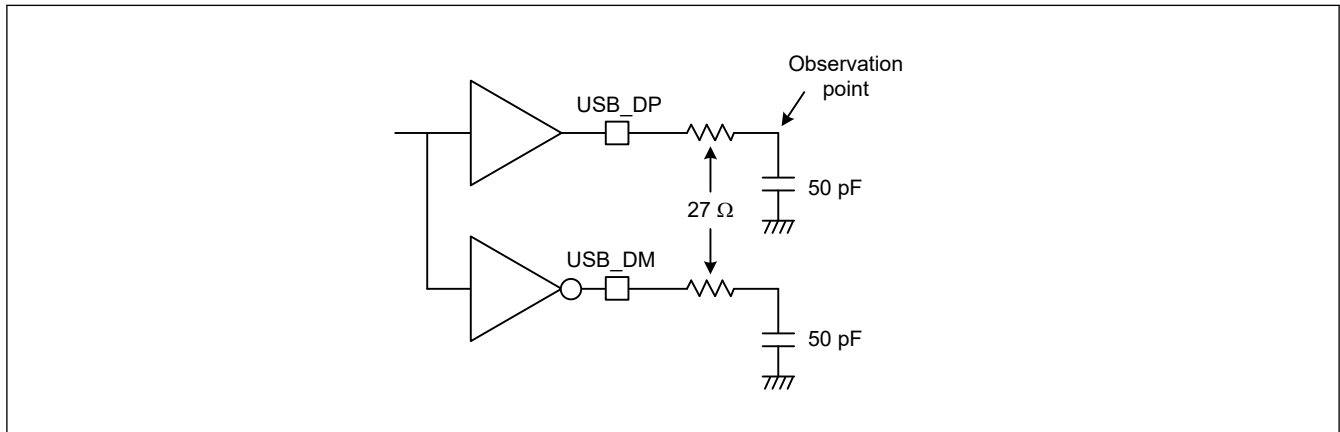 Observation
point
USB_DP
50 pF
27 Ω
USB_DM
50 pF